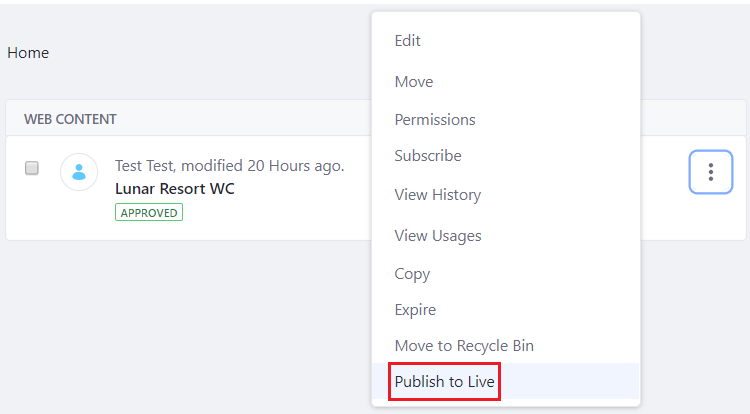 Home
WEB CONTENT
Test Test, modified 20 Hours ago.
Lunar Resort WC
APPROVED
Edit
Move
Permissions
Subscribe
View History
View Usages
Copy
Expire
Move to Recycle Bin
Publish to Live